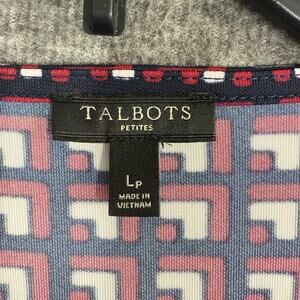 TALBOTS
PETITES
LP
MADE IN
VIETNAM